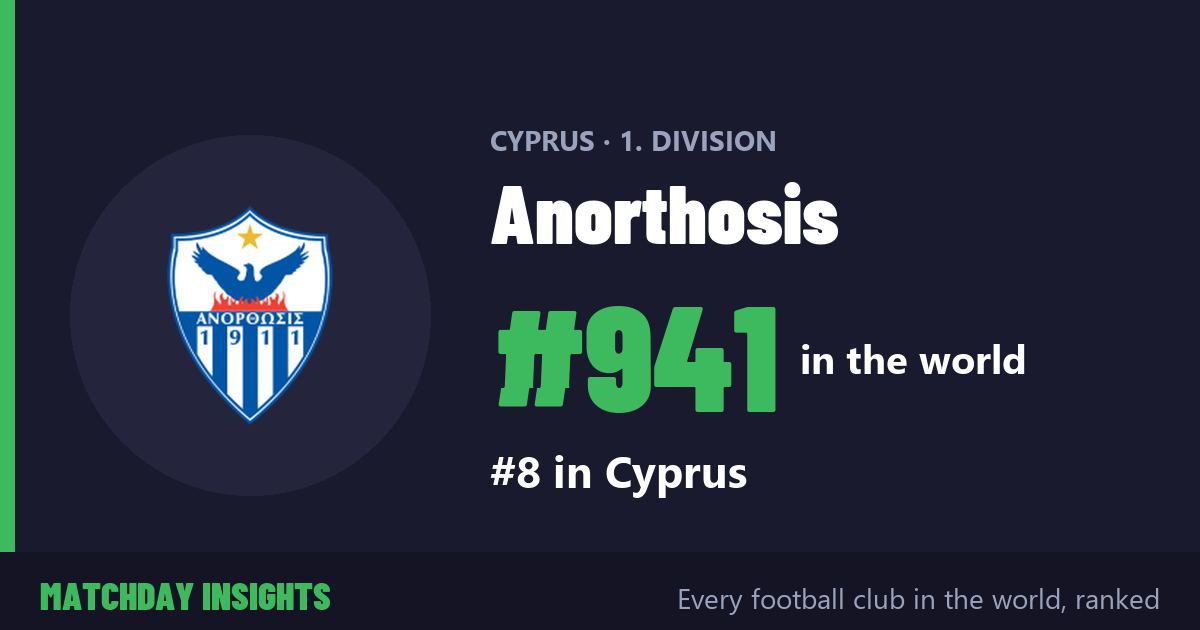 CYPRUS · 1. DIVISION
Anorthosis
#941 in the world
#8 in Cyprus
ΑΝΟΡΘΩΣΙΣ
1911
MATCHDAY INSIGHTS
Every football club in the world, ranked